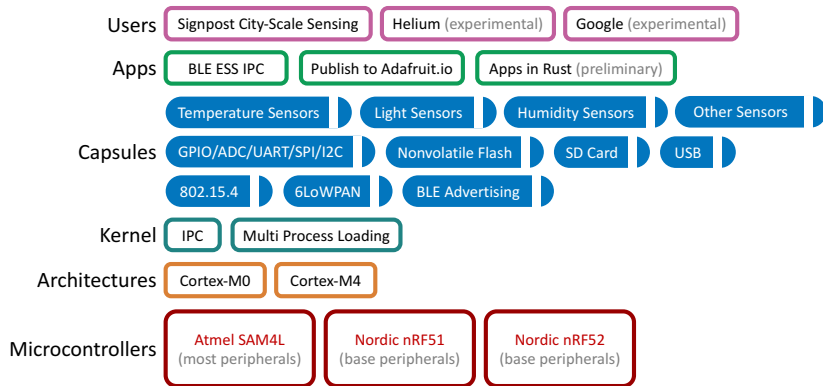 Users Signpost City-Scale Sensing Helium (experimental) Google (experimental)
Apps BLE ESS IPC Publish to Adafruit.io Apps in Rust (preliminary)
Temperature Sensors Light Sensors Humidity Sensors Other Sensors
Capsules GPIO/ADC/UART/SPI/I2C Nonvolatile Flash SD Card USB
802.15.4 6LoWPAN BLE Advertising
Kernel IPC Multi Process Loading
Architectures Cortex-M0 Cortex-M4
Microcontrollers
Atmel SAM4L Nordic nRF51 Nordic nRF52
(most peripherals) (base peripherals) (base peripherals)